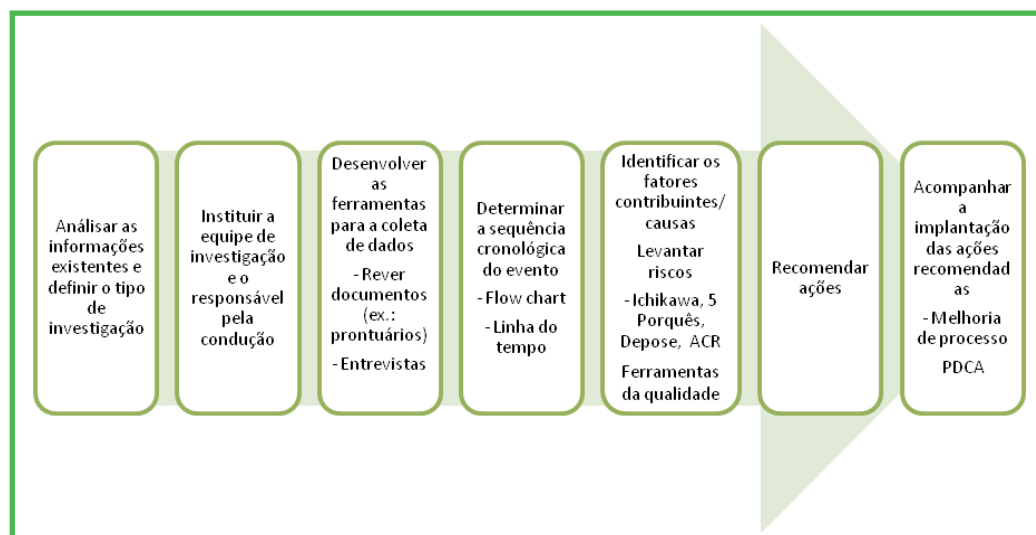 Análisar as
informações
existentes e
definir o tipo
de
investigação
Instituir a
equipe de
investigação
e o
responsável
pela
condução
Desenvolver
as
ferramentas
para a coleta
de dados
- Rever
documentos
(ex.:
prontuários)
- Entrevistas
Determinar
a sequência
cronológica
do evento
- Flow chart
- Linha do
tempo
Identificar os
fatores
contribuintes/
causas
Levantar
riscos
- Ichikawa, 5
Porquês,
Depose, ACR
Ferramentas
da qualidade
Recomendar
ações
Acompanhar
a
implantação
das ações
recomendad
as
- Melhoria
de processo
PDCA